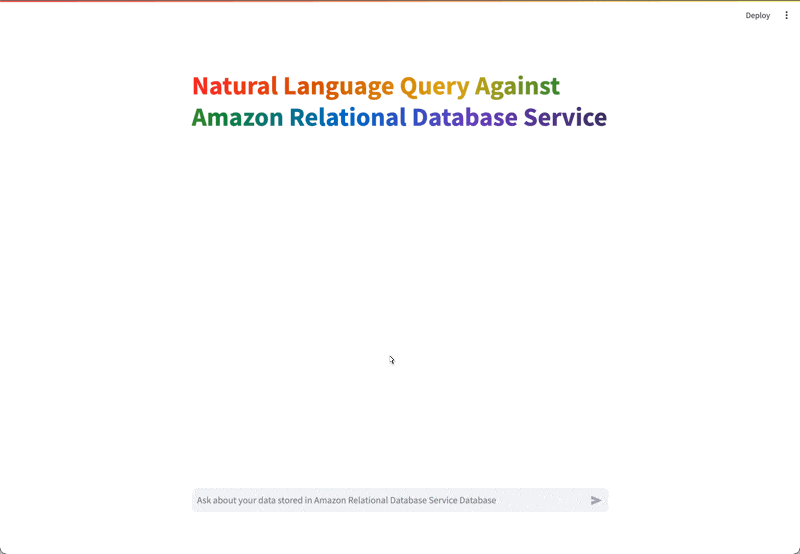 Deploy
Natural Language Query Against
Amazon Relational Database Service
Ask about your data stored in Amazon Relational Database Service Database